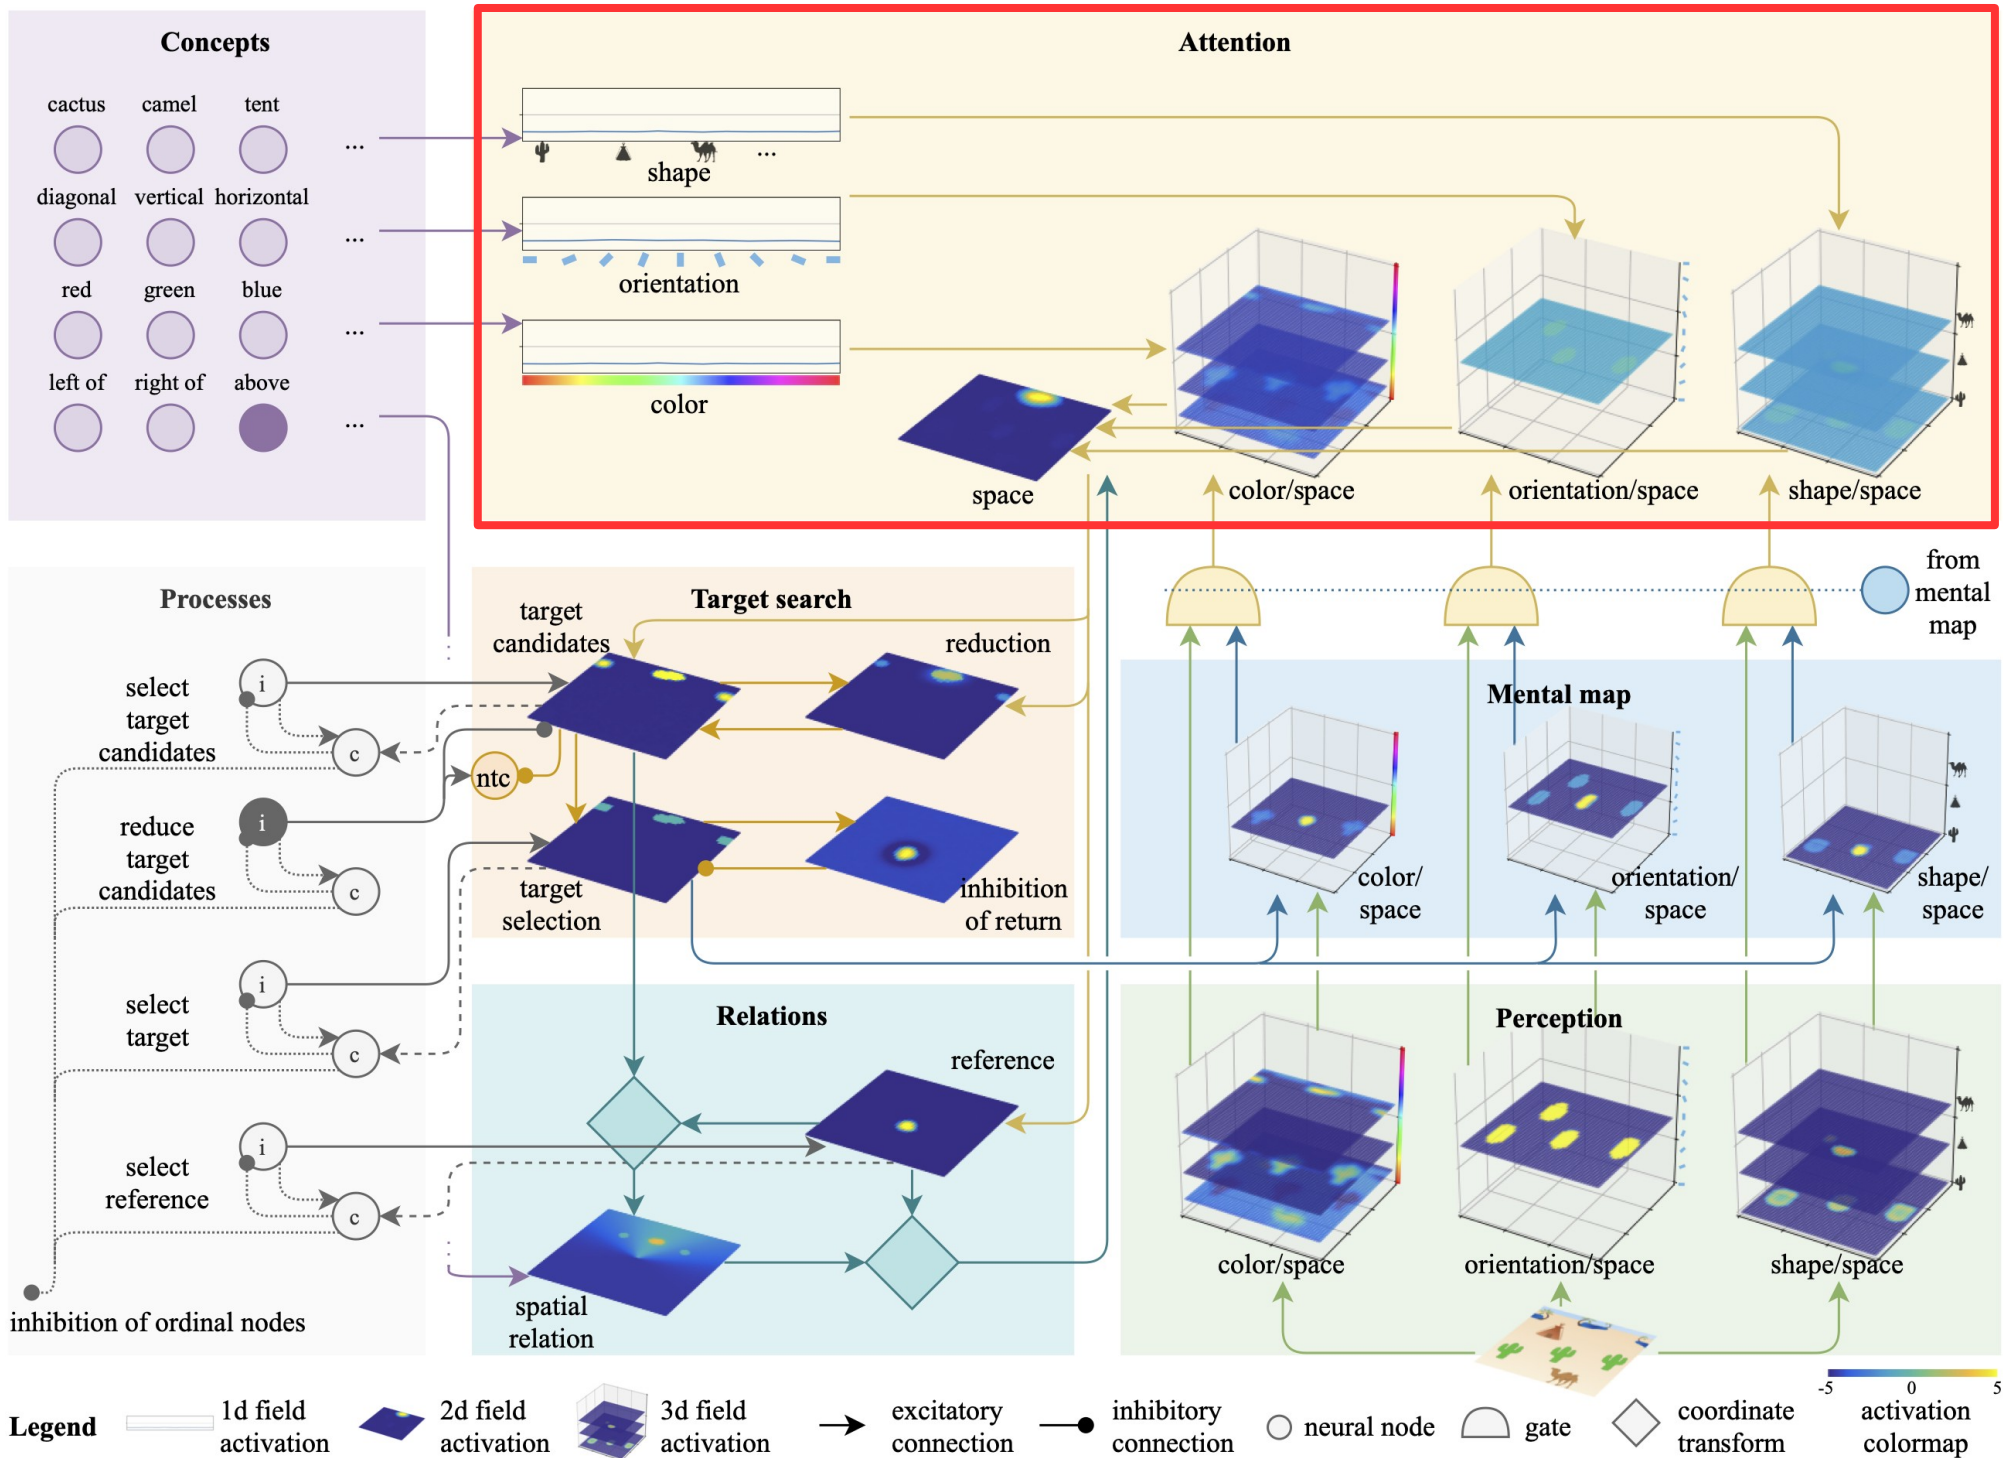 Concepts
cactus camel tent
...
diagonal vertical horizontal
...
red green blue
...
left of right of above
...
Attention
...
shape
orientation
color
space
color/space
orientation/space
shape/space
Processes
select
target
candidates
i
c
reduce
target
candidates
i
c
select
target
i
c
select
reference
i
c
inhibition of ordinal nodes
Target search
target
candidates
reduction
ntc
target
selection
inhibition
of return
from
mental
map
Mental map
color/
space
orientation/
space
shape/
space
Relations
reference
spatial
relation
Perception
color/space
orientation/space
shape/space
Legend
1d field
activation
2d field
activation
3d field
activation
excitatory
connection
inhibitory
connection
neural node
gate
coordinate
transform
-5 0 5
activation
colormap